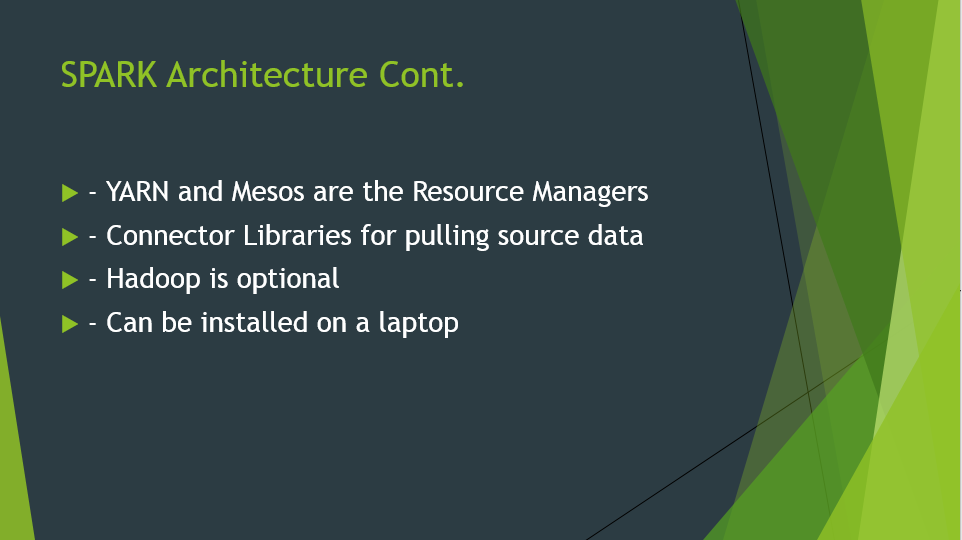 SPARK Architecture Cont.
- YARN and Mesos are the Resource Managers
- Connector Libraries for pulling source data
- Hadoop is optional
- Can be installed on a laptop